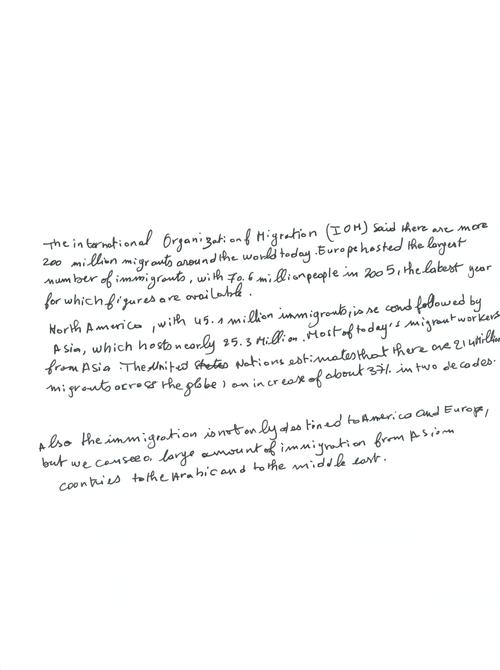 The international Organization of Migration (IOM) said there are more
200 million migrants around the world today. Europe hosted the largest
number of immigrants, with 70.6 million people in 2005, the latest year
for which figures are available.
North America, with 45.1 million immigrants, is second followed by
Asia, which hosts nearly 25.3 Million. Most of today's migrant workers
from Asia. The United States Nations estimates that there are 214 Million
migrants across the globe, an increase of about 37% in two decades.
Also the immigration is not only destined to America and Europe,
but we can see a large amount of immigration from Asian
countries to the Arabic and to the middle east.